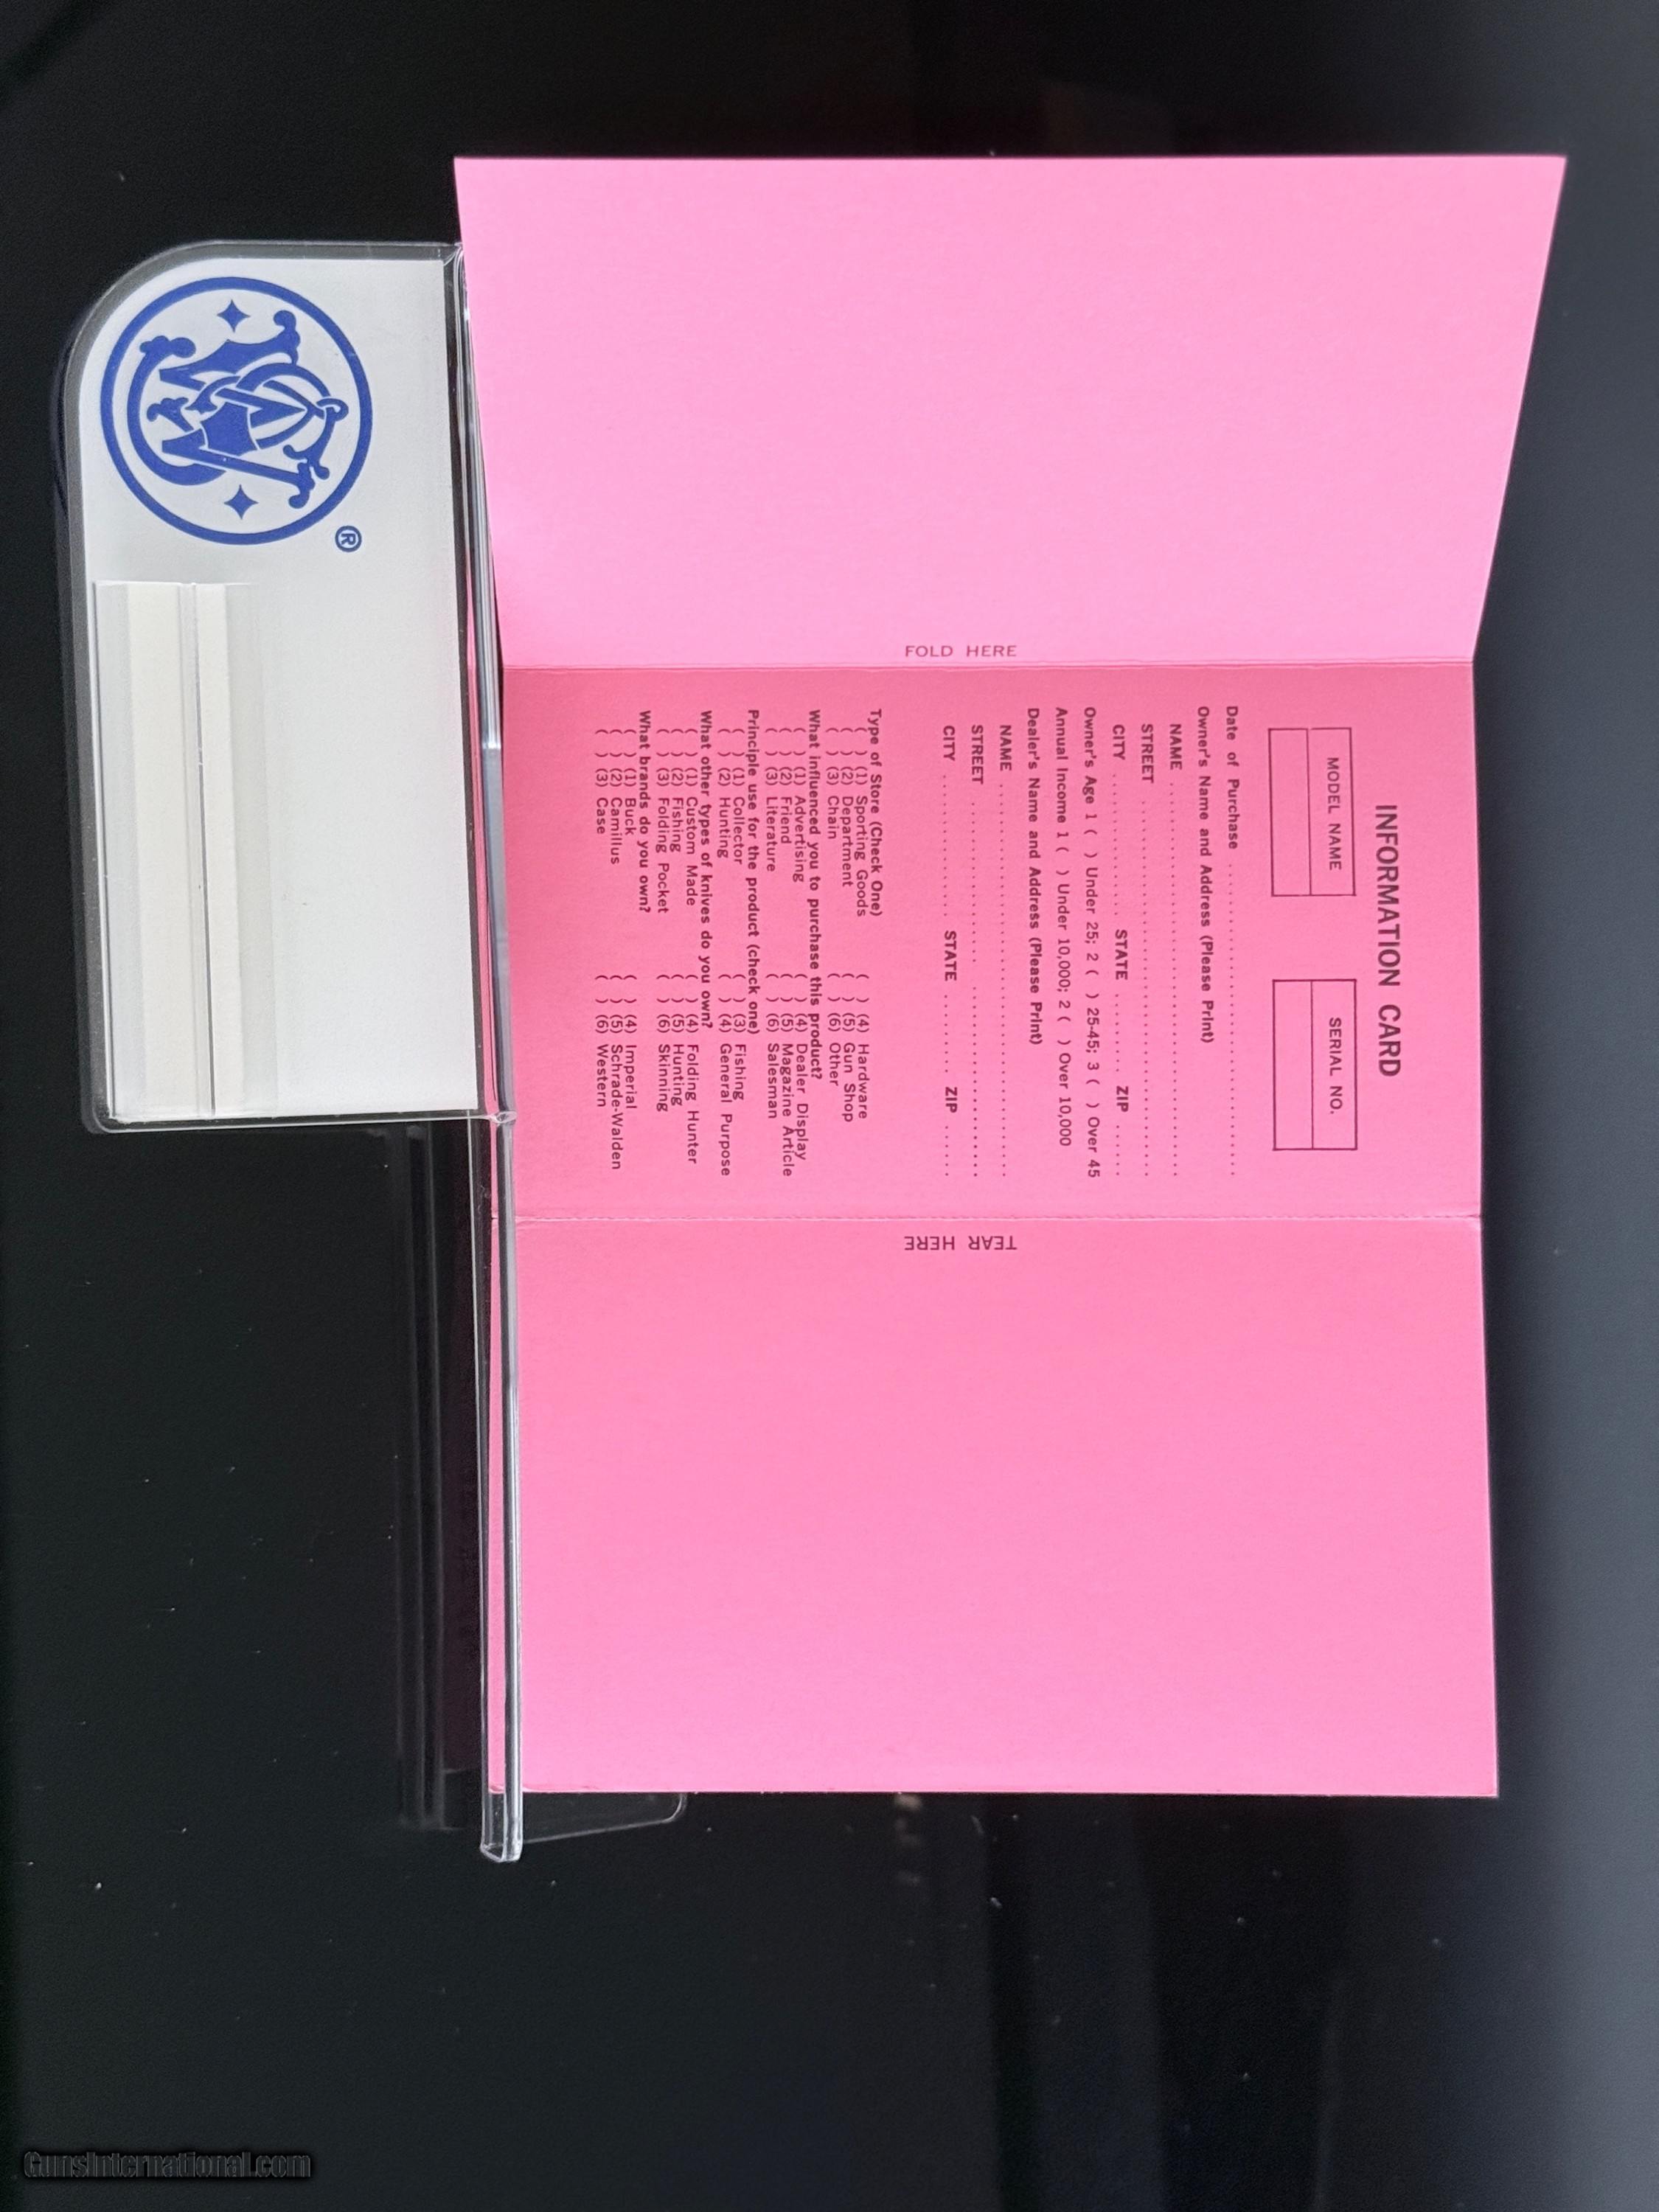 INFORMATION CARD
MODEL NAME SERIAL NO.
Date of Purchase
Owner's Name and Address (Please Print)
NAME
STREET
CITY STATE ZIP
Owner's Age 1 ( ) Under 25; 2 ( ) 25-45; 3 ( ) Over 45
Annual Income 1 ( ) Under 10,000; 2 ( ) Over 10,000
Dealer's Name and Address (Please Print)
NAME
STREET
CITY STATE ZIP
Type of Store (Check One)
( ) (1) Sporting Goods ( ) (4) Hardware
( ) (2) Department ( ) (5) Gun Shop
( ) (3) Chain ( ) (6) Other
What influenced you to purchase this product?
( ) (1) Advertising ( ) (4) Dealer Display
( ) (2) Friend ( ) (5) Magazine Article
( ) (3) Literature ( ) (6) Salesman
Principle use for the product (check one)
( ) (1) Collector ( ) (3) Fishing
( ) (2) Hunting ( ) (4) General Purpose
What other types of knives do you own?
( ) (1) Custom Made ( ) (4) Folding Hunter
( ) (2) Fishing ( ) (5) Hunting
( ) (3) Folding Pocket ( ) (6) Skinning
What brands do you own?
( ) (1) Buck ( ) (4) Imperial
( ) (2) Camillus ( ) (5) Schrade-Walden
( ) (3) Case ( ) (6) Western
FOLD HERE
TEAR HERE
S&W
®
GunsInternational.com